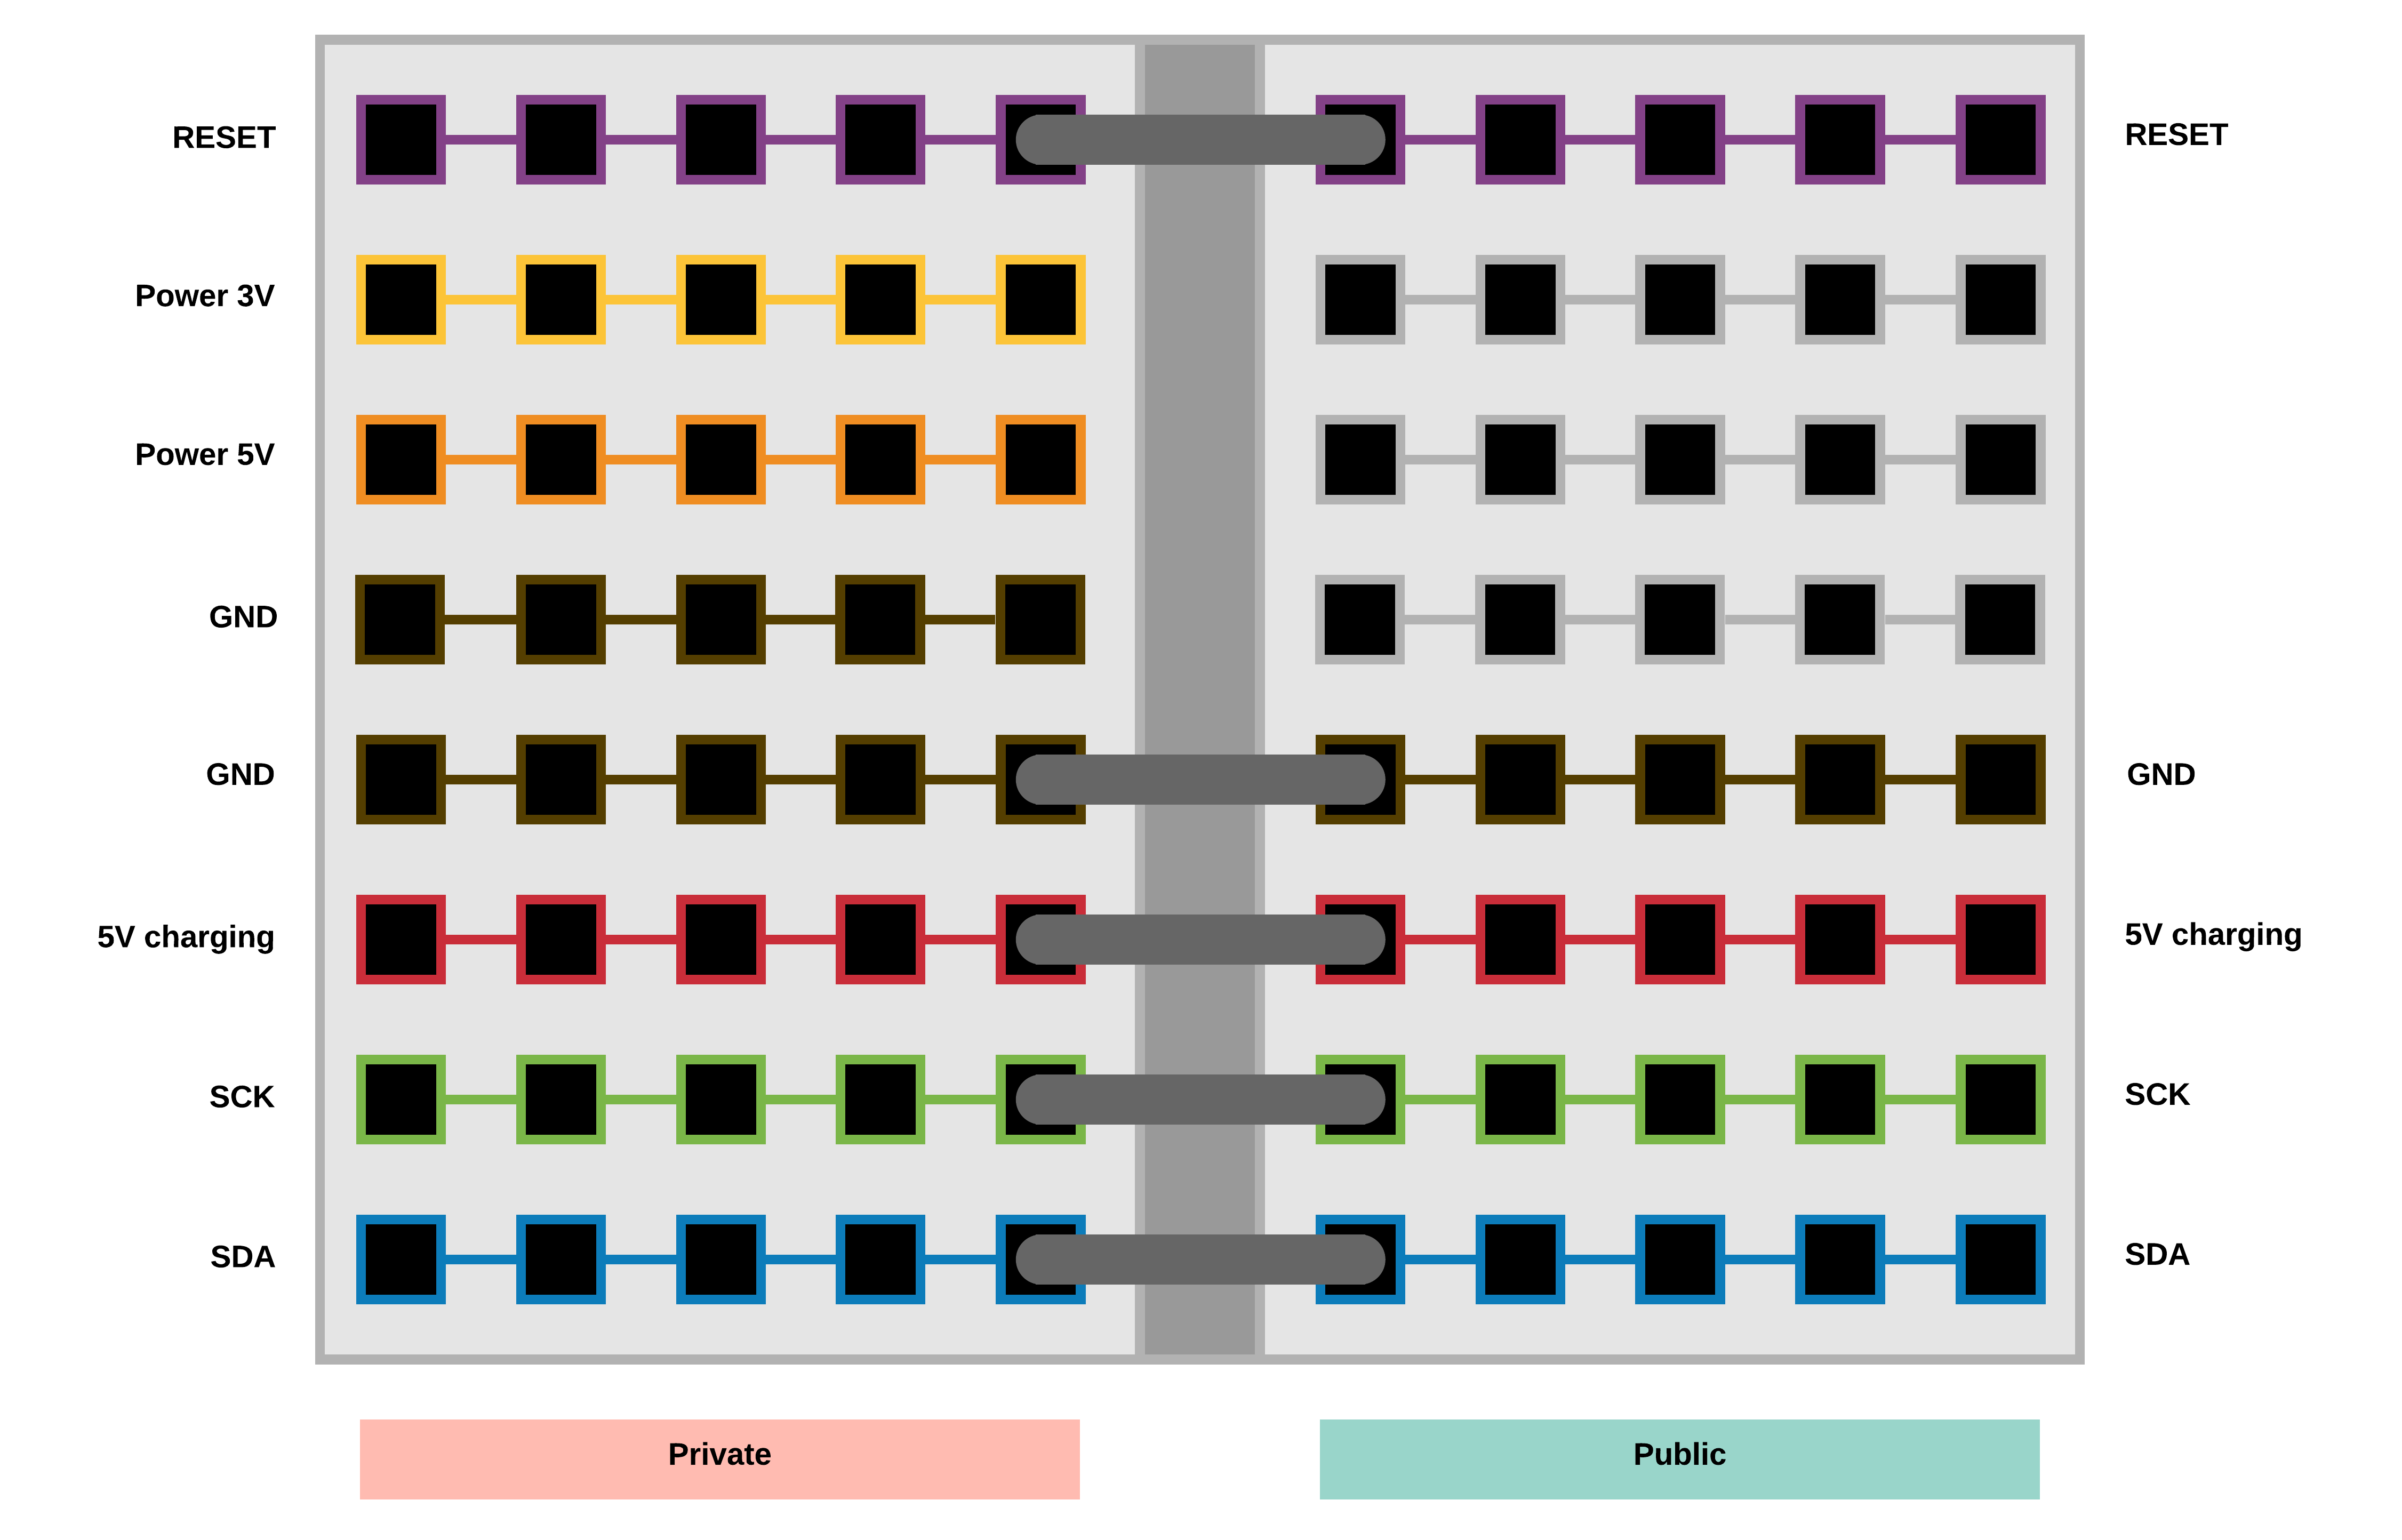 RESET
RESET
Power 3V
Power 5V
GND
GND
GND
5V charging
5V charging
SCK
SCK
SDA
SDA
Private
Public